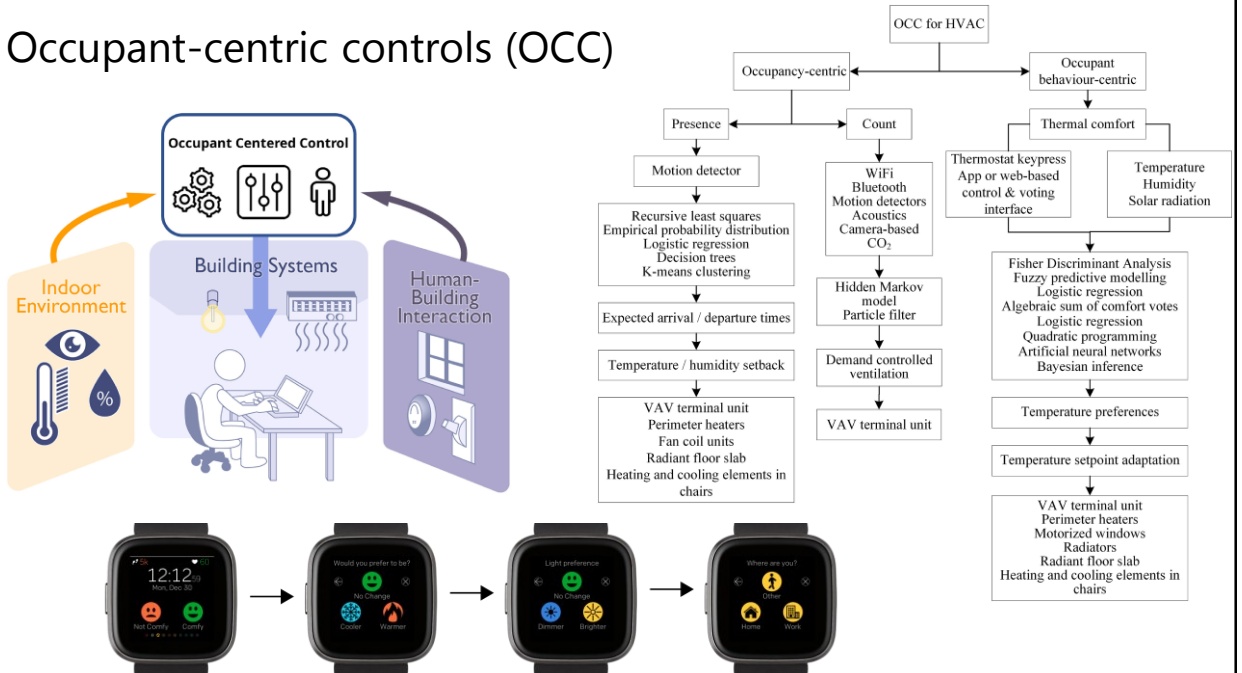 Occupant-centric controls (OCC)
Occupant Centered Control
Indoor
Environment
%
Building Systems
Human-
Building
Interaction
OCC for HVAC
Occupancy-centric
Occupant
behaviour-centric
Presence
Count
Thermal comfort
Motion detector
WiFi
Bluetooth
Motion detectors
Acoustics
Camera-based
CO₂
Thermostat keypress
App or web-based
control & voting
interface
Temperature
Humidity
Solar radiation
Recursive least squares
Empirical probability distribution
Logistic regression
Decision trees
K-means clustering
Hidden Markov
model
Particle filter
Fisher Discriminant Analysis
Fuzzy predictive modelling
Logistic regression
Algebraic sum of comfort votes
Logistic regression
Quadratic programming
Artificial neural networks
Bayesian inference
Expected arrival / departure times
Temperature / humidity setback
Demand controlled
ventilation
Temperature preferences
VAV terminal unit
Perimeter heaters
Fan coil units
Radiant floor slab
Heating and cooling elements in
chairs
VAV terminal unit
Temperature setpoint adaptation
VAV terminal unit
Perimeter heaters
Motorized windows
Radiators
Radiant floor slab
Heating and cooling elements in
chairs
5k
60
12:12 59
Mon, Dec 30
Not Comfy
Comfy
Would you prefer to be?
No Change
Cooler
Warmer
Light preference
No Change
Dimmer
Brighter
Where are you?
Other
Home
Work